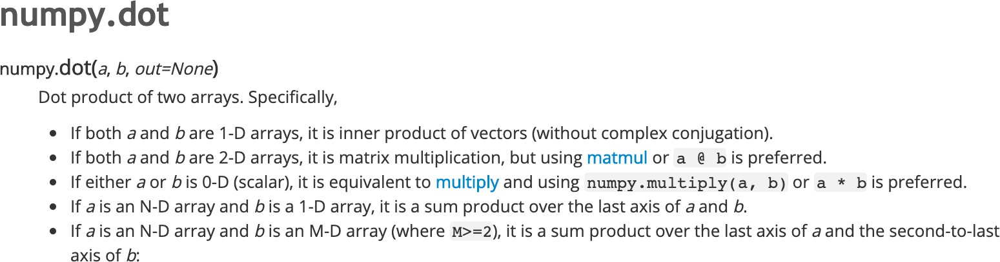 numpy.dot
numpy.dot(a, b, out=None)
Dot product of two arrays. Specifically,
• If both a and b are 1-D arrays, it is inner product of vectors (without complex conjugation).
• If both a and b are 2-D arrays, it is matrix multiplication, but using matmul or a @ b is preferred.
• If either a or b is 0-D (scalar), it is equivalent to multiply and using numpy.multiply(a, b) or a * b is preferred.
• If a is an N-D array and b is a 1-D array, it is a sum product over the last axis of a and b.
• If a is an N-D array and b is an M-D array (where M>=2), it is a sum product over the last axis of a and the second-to-last
axis of b: